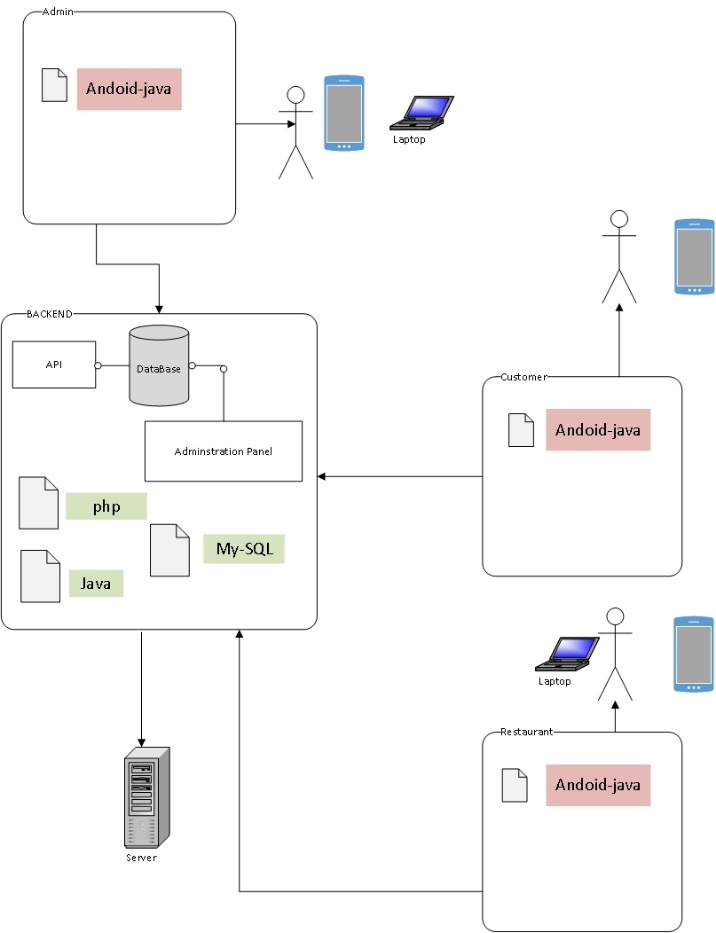 Admin
Andoid-java
Laptop
BACKEND
API
DataBase
Adminstration Panel
php
My-SQL
Java
Server
Customer
Andoid-java
Laptop
Restaurant
Andoid-java